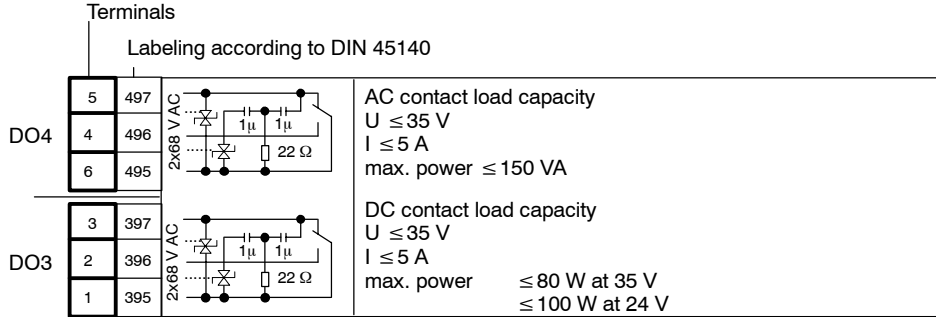 Terminals
Labeling according to DIN 45140
DO4
5 497
4 496
6 495
2x68 V AC
1μ 1μ
22 Ω
AC contact load capacity
U ≤ 35 V
I ≤ 5 A
max. power ≤ 150 VA
DO3
3 397
2 396
1 395
2x68 V AC
1μ 1μ
22 Ω
DC contact load capacity
U ≤ 35 V
I ≤ 5 A
max. power ≤ 80 W at 35 V
≤ 100 W at 24 V